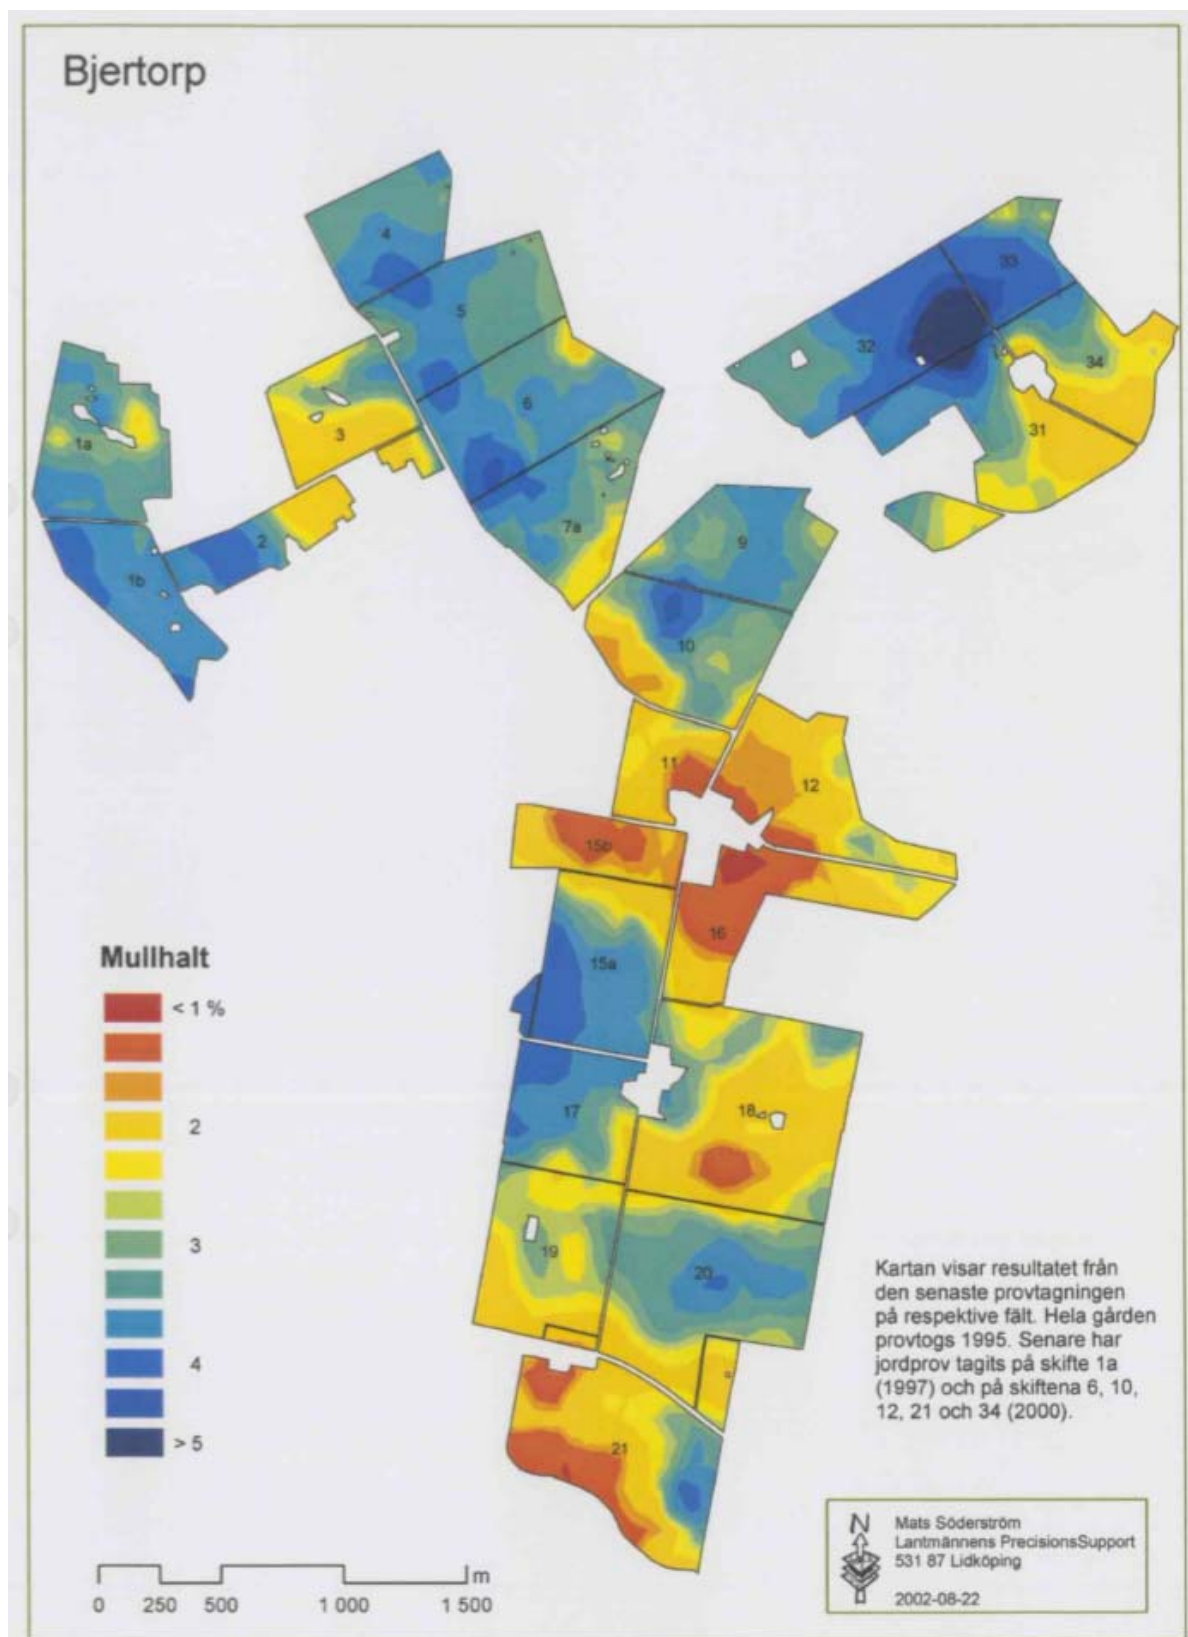 Bjertorp
4
33
5
32
34
6
3
1a
31
7a
9
2
1b
10
11
12
15b
16
15a
Mullhalt
< 1 %
2
3
4
> 5
17
18
19
20
21
Kartan visar resultatet från
den senaste provtagningen
på respektive fält. Hela gården
provtogs 1995. Senare har
jordprov tagits på skifte 1a
(1997) och på skiftena 6, 10,
12, 21 och 34 (2000).
N
Mats Söderström
Lantmännens PrecisionsSupport
531 87 Lidköping
2002-08-22
m
0 250 500 1 000 1 500